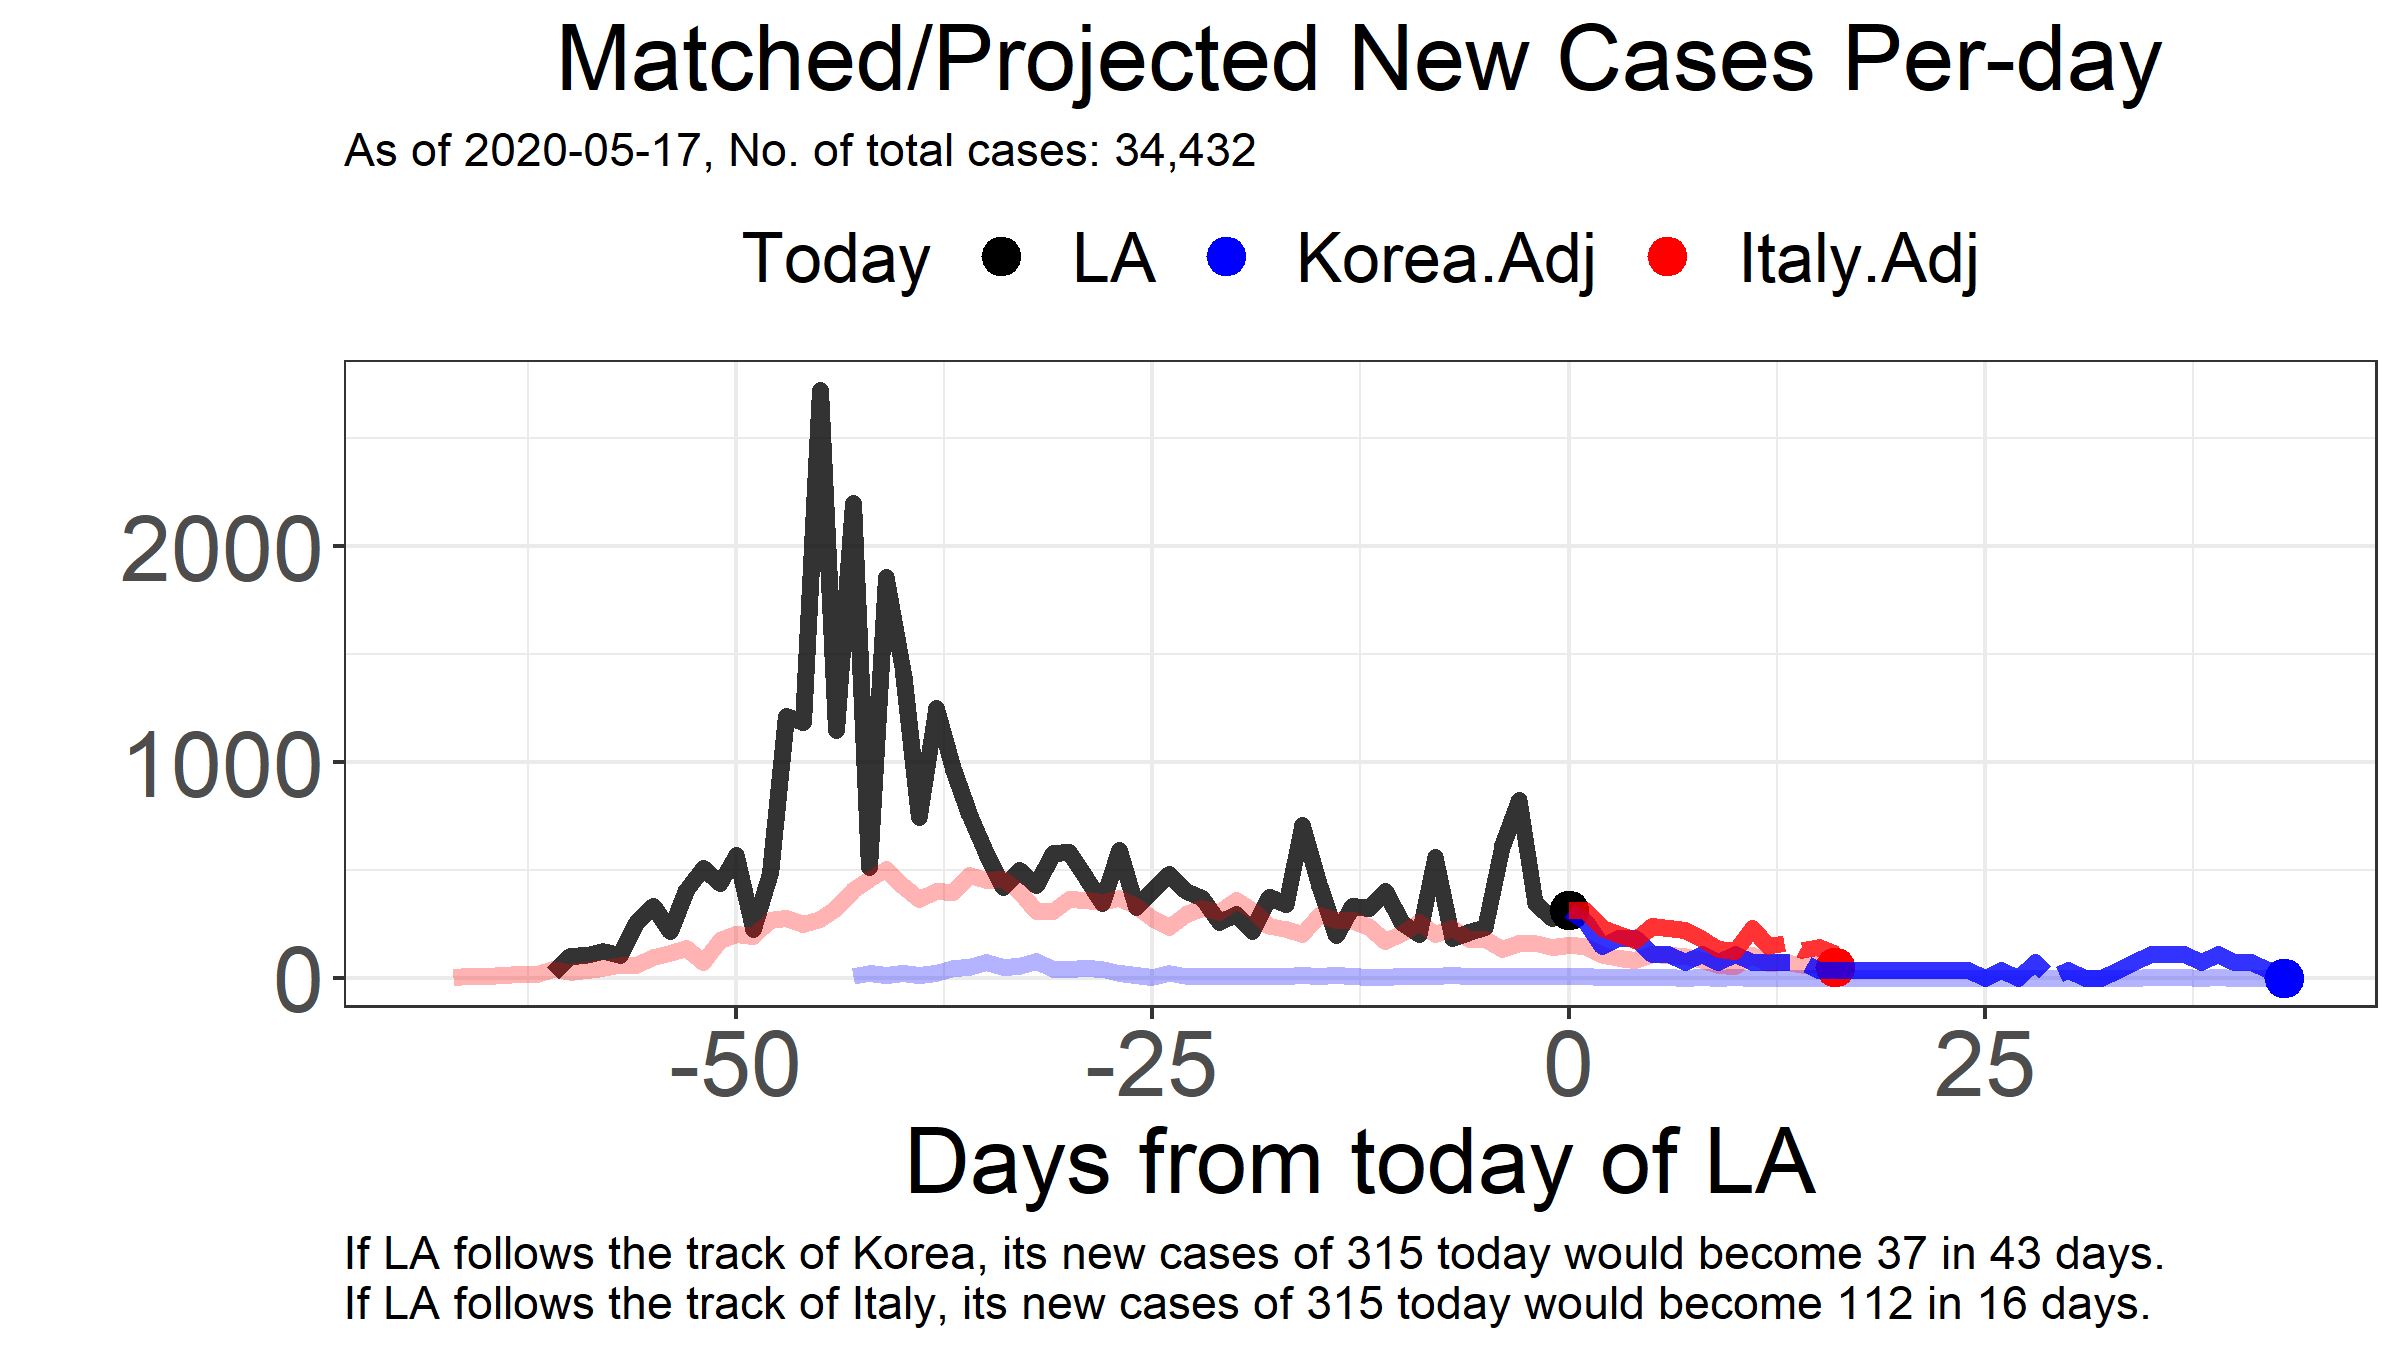 Matched/Projected New Cases Per-day
As of 2020-05-17, No. of total cases: 34,432
Today LA Korea.Adj Italy.Adj
2000
1000
0
-50 -25 0 25
Days from today of LA
If LA follows the track of Korea, its new cases of 315 today would become 37 in 43 days.
If LA follows the track of Italy, its new cases of 315 today would become 112 in 16 days.